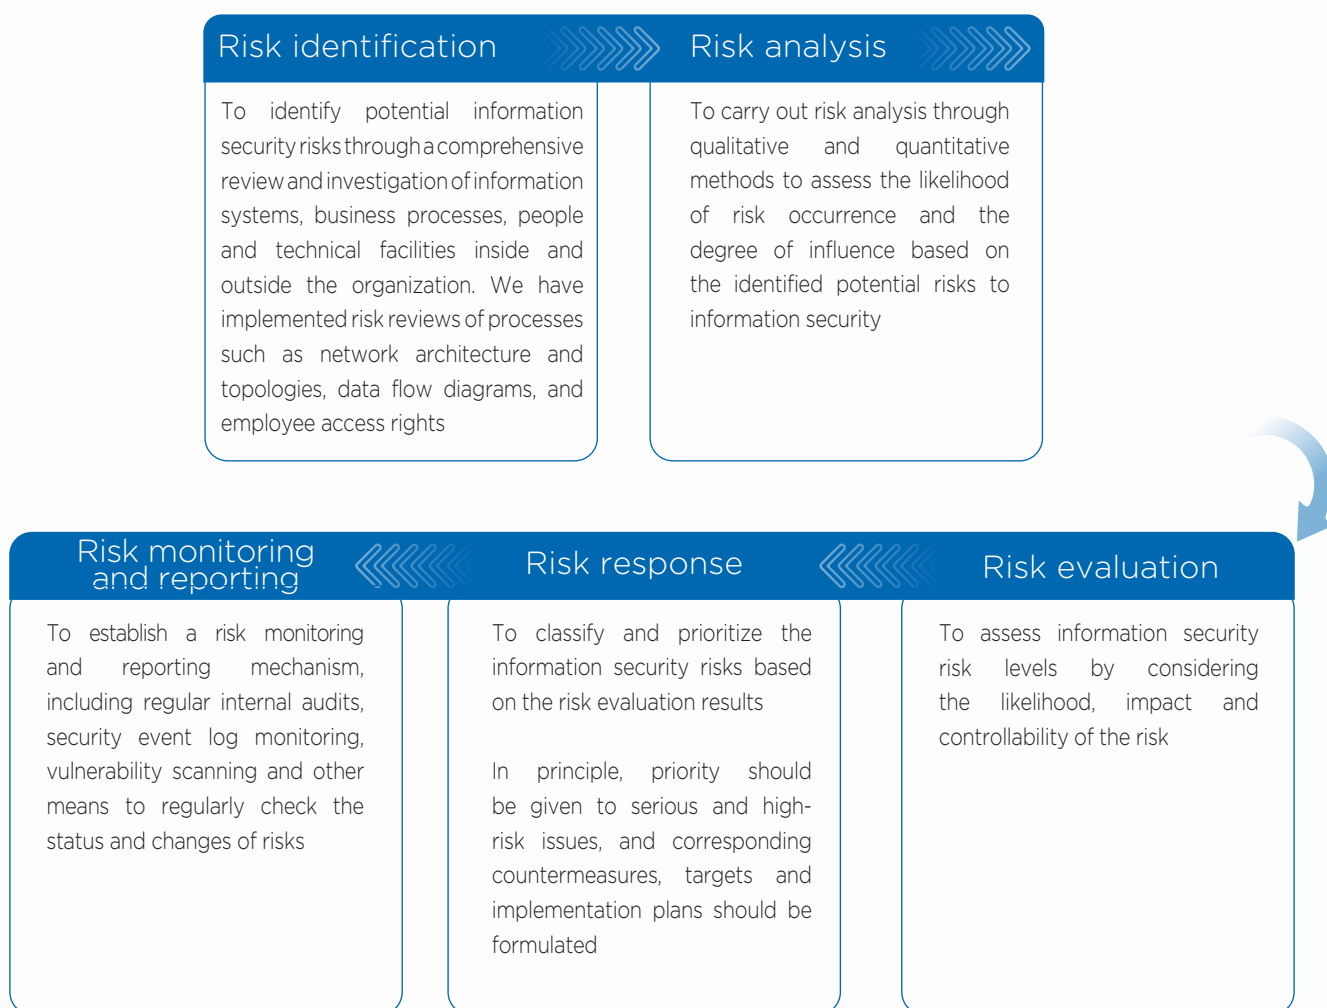 Risk identification
To identify potential information
security risks through a comprehensive
review and investigation of information
systems, business processes, people
and technical facilities inside and
outside the organization. We have
implemented risk reviews of processes
such as network architecture and
topologies, data flow diagrams, and
employee access rights
Risk analysis
To carry out risk analysis through
qualitative and quantitative
methods to assess the likelihood
of risk occurrence and the
degree of influence based on
the identified potential risks to
information security
Risk evaluation
To assess information security
risk levels by considering
the likelihood, impact and
controllability of the risk
Risk response
To classify and prioritize the
information security risks based
on the risk evaluation results
In principle, priority should
be given to serious and high-
risk issues, and corresponding
countermeasures, targets and
implementation plans should be
formulated
Risk monitoring
and reporting
To establish a risk monitoring
and reporting mechanism,
including regular internal audits,
security event log monitoring,
vulnerability scanning and other
means to regularly check the
status and changes of risks